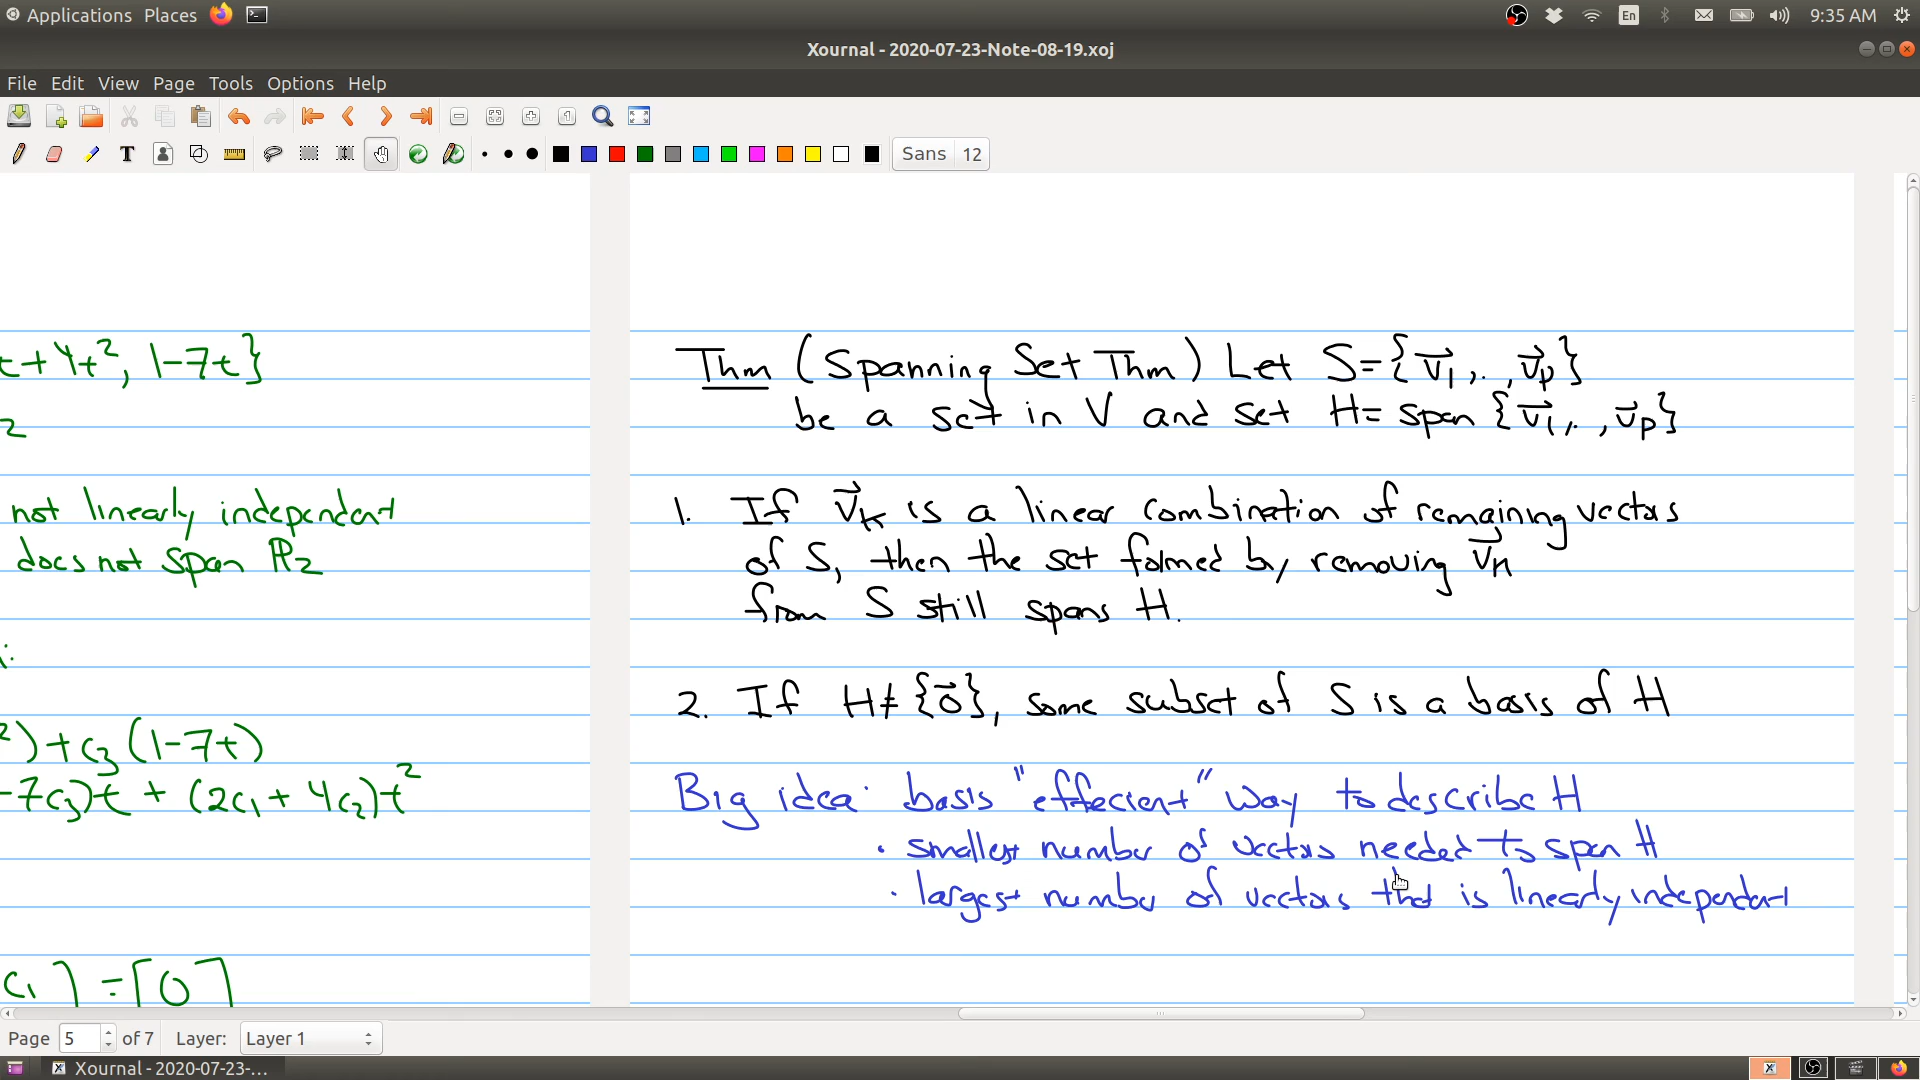 Applications Places En 9:35 AM
Xournal - 2020-07-23-Note-08-19.xoj
File Edit View Page Tools Options Help
Sans 12
t+4t², 1-7t}
2
not linearly independent
does not span ℙ₂
²)+c₃(1-7t)
-7c₃)t + (2c₁+4c₂)t²
c₁] = [0]
Thm (Spanning Set Thm) Let S={v⃗₁,..,v⃗p}
be a set in V and set H= span {v⃗₁,..,v⃗p}
1. If v⃗k is a linear combination of remaining vectors
of S, then the set formed by removing v⃗k
from S still spans H.
2. If H≠{0⃗}, some subset of S is a basis of H
Big idea: basis "effecient" way to describe H
• smallest number of vectors needed to span H
• largest number of vectors that is linearly independent
Page 5 of 7 Layer: Layer 1
Xournal - 2020-07-23-...